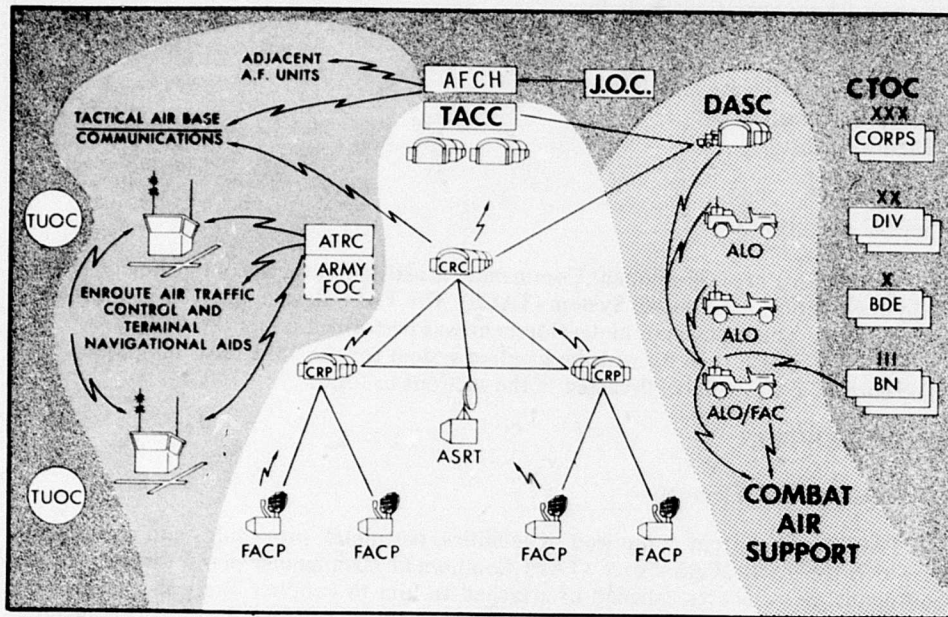 ADJACENT
A.F. UNITS
AFCH
J.O.C.
TACC
DASC
CTOC
XXX
CORPS
TACTICAL AIR BASE
COMMUNICATIONS
TUOC
ATRC
ARMY
FOC
CRC
ALO
XX
DIV
ENROUTE AIR TRAFFIC
CONTROL AND
TERMINAL
NAVIGATIONAL AIDS
ALO
X
BDE
CRP
CRP
ALO/FAC
III
BN
ASRT
TUOC
FACP
FACP
FACP
FACP
COMBAT
AIR
SUPPORT